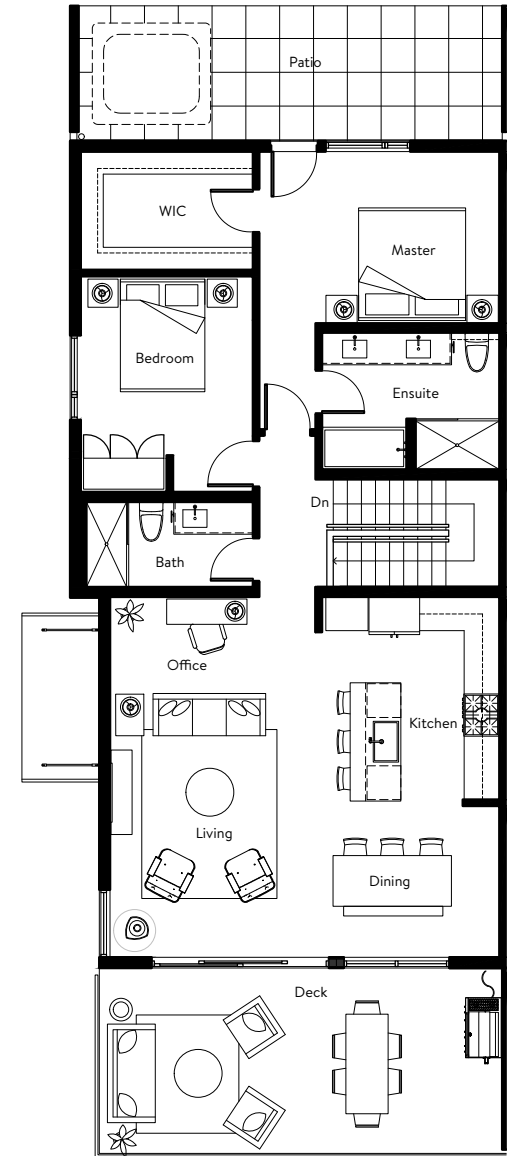 Patio
WIC
Master
Bedroom
Ensuite
Dn
Bath
Office
Kitchen
Living
Dining
Deck